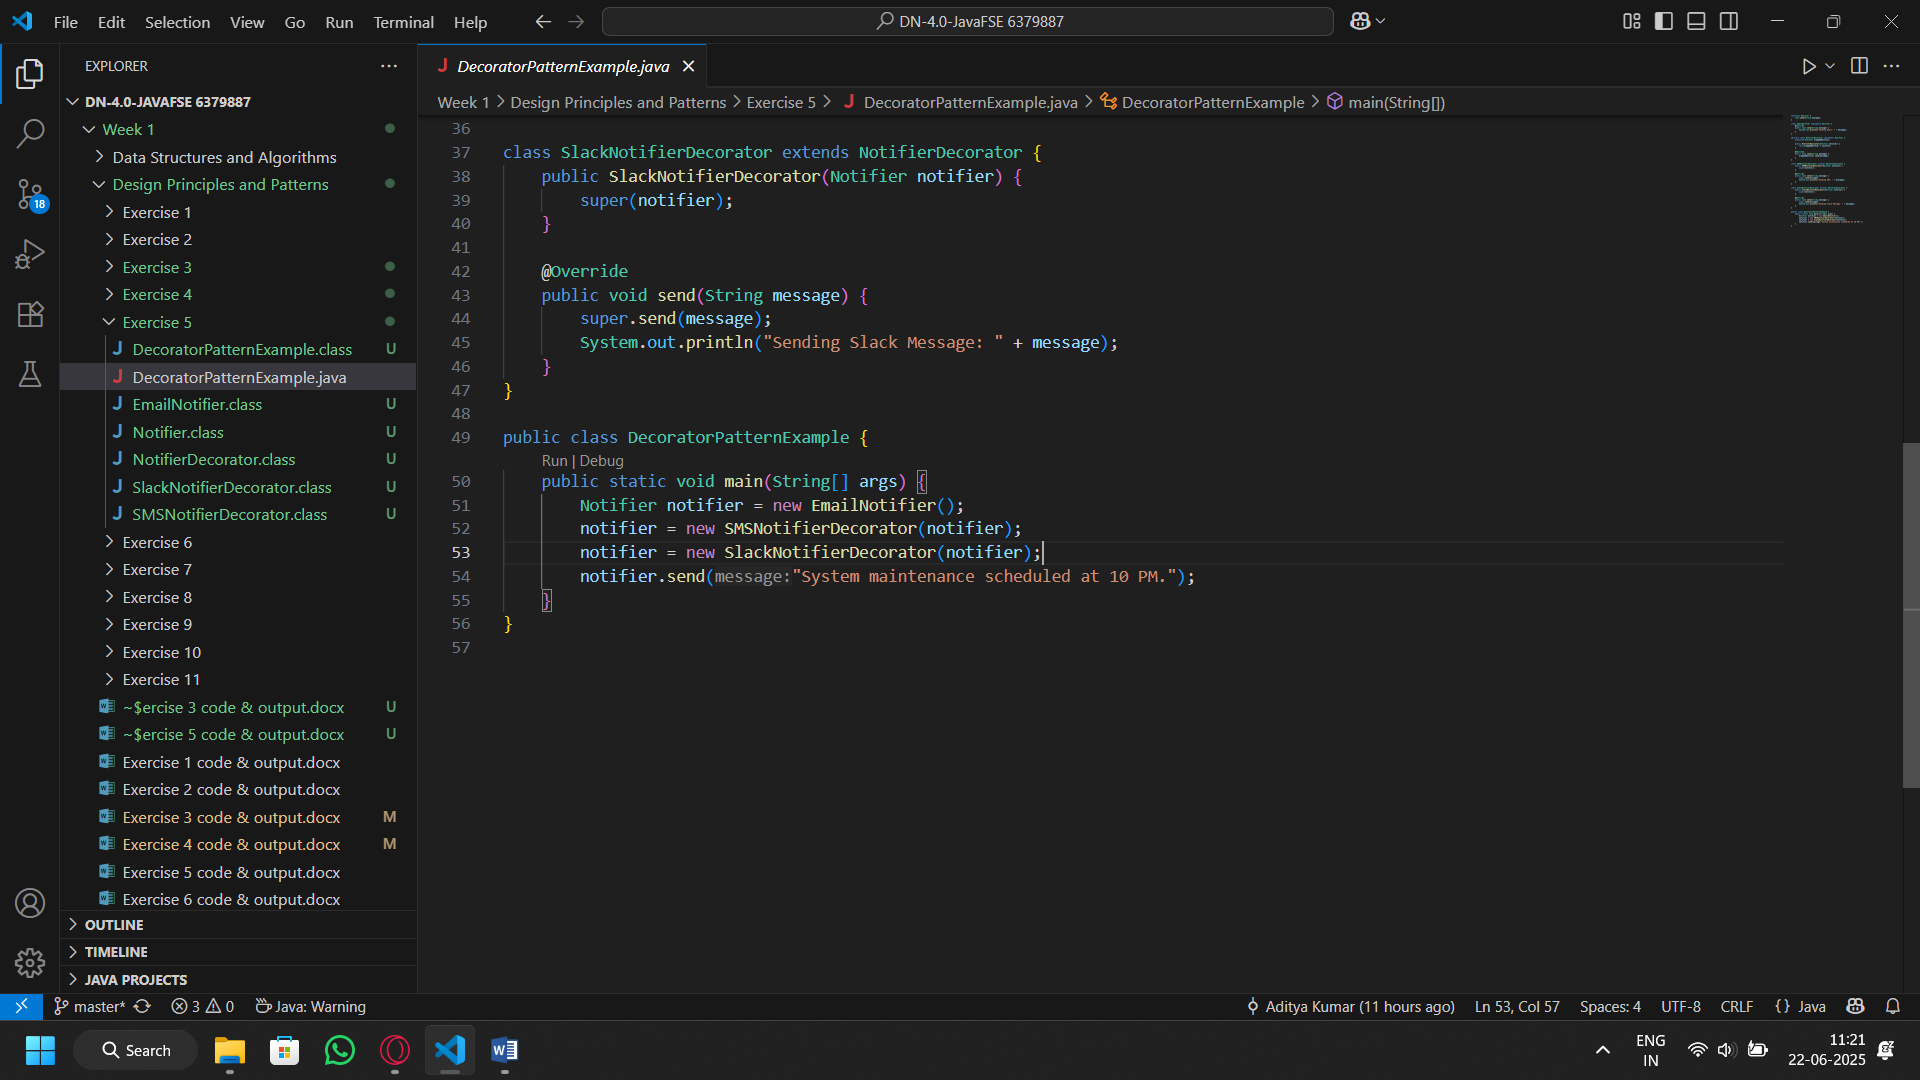 File Edit Selection View Go Run Terminal Help
DN-4.0-JavaFSE 6379887
EXPLORER
DN-4.0-JAVAFSE 6379887
Week 1
Data Structures and Algorithms
Design Principles and Patterns
Exercise 1
Exercise 2
Exercise 3
Exercise 4
Exercise 5
DecoratorPatternExample.class U
DecoratorPatternExample.java
EmailNotifier.class U
Notifier.class U
NotifierDecorator.class U
SlackNotifierDecorator.class U
SMSNotifierDecorator.class U
Exercise 6
Exercise 7
Exercise 8
Exercise 9
Exercise 10
Exercise 11
~$ercise 3 code & output.docx U
~$ercise 5 code & output.docx U
Exercise 1 code & output.docx
Exercise 2 code & output.docx
Exercise 3 code & output.docx M
Exercise 4 code & output.docx M
Exercise 5 code & output.docx
Exercise 6 code & output.docx
OUTLINE
TIMELINE
JAVA PROJECTS
18
DecoratorPatternExample.java
Week 1 > Design Principles and Patterns > Exercise 5 > DecoratorPatternExample.java > DecoratorPatternExample > main(String[])
36
37 class SlackNotifierDecorator extends NotifierDecorator {
38 public SlackNotifierDecorator(Notifier notifier) {
39 super(notifier);
40 }
41
42 @Override
43 public void send(String message) {
44 super.send(message);
45 System.out.println("Sending Slack Message: " + message);
46 }
47 }
48
49 public class DecoratorPatternExample {
Run | Debug
50 public static void main(String[] args) {
51 Notifier notifier = new EmailNotifier();
52 notifier = new SMSNotifierDecorator(notifier);
53 notifier = new SlackNotifierDecorator(notifier);
54 notifier.send(message:"System maintenance scheduled at 10 PM.");
55 }
56 }
57
master* 3 0 Java: Warning
Aditya Kumar (11 hours ago) Ln 53, Col 57 Spaces: 4 UTF-8 CRLF {} Java
Search
ENG
IN
11:21
22-06-2025